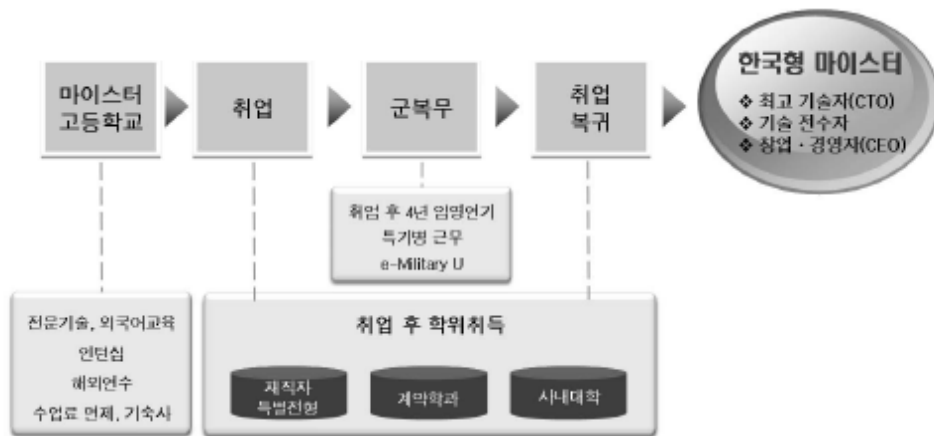 마이스터
고등학교
취업
군복무
취업
복귀
한국형 마이스터
❖ 최고 기술자(CTO)
❖ 기술 전수자
❖ 창업 · 경영자(CEO)
취업 후 4년 입영연기
특기병 근무
e-Military U
전문기술, 외국어교육
인턴십
해외연수
수업료 면제, 기숙사
취업 후 학위취득
재직자
특별전형
계약학과
사내대학